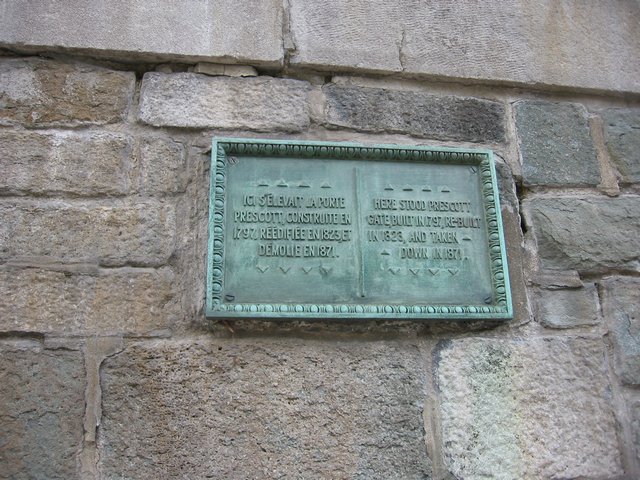 ICI S'ÉLEVAIT LA PORTE
PRESCOTT, CONSTRUITE EN
1797, RÉÉDIFIÉE EN 1823, ET
DÉMOLIE EN 1871.
HERE STOOD PRESCOTT
GATE BUILT IN 1797, RE-BUILT
IN 1823, AND TAKEN —
— DOWN IN 1871.